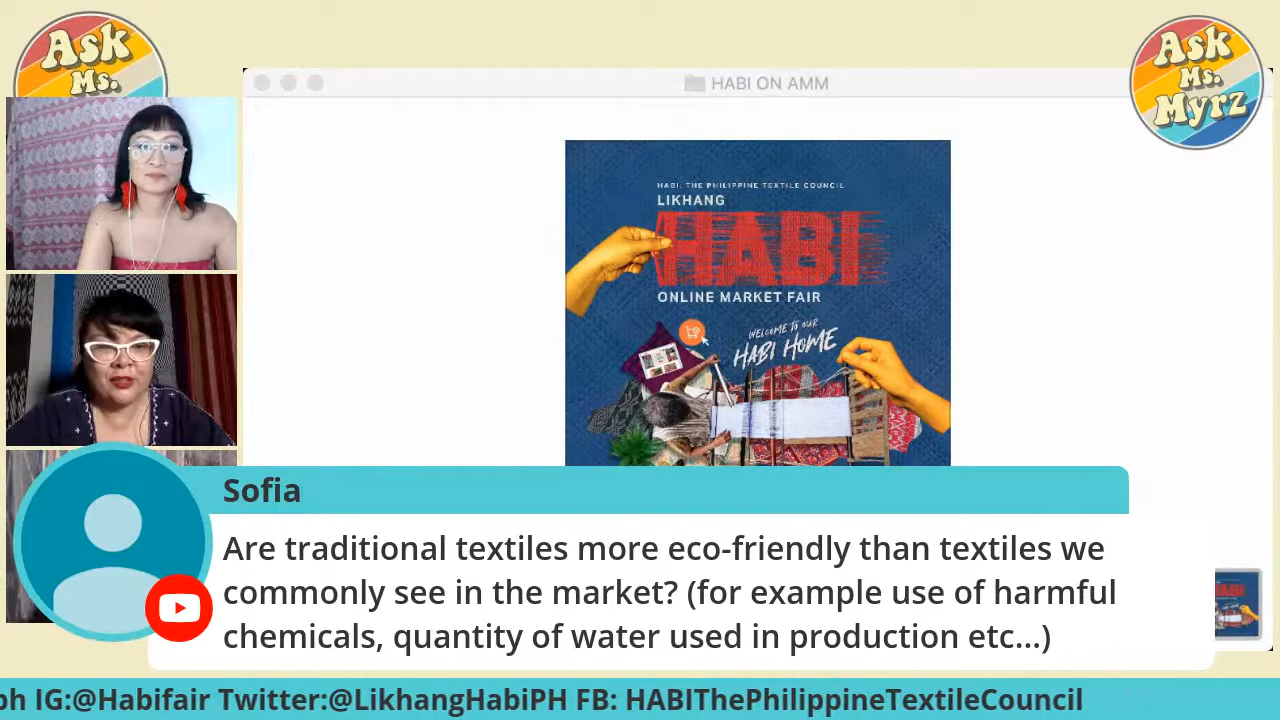 Ask
Ms.
HABI ON AMM
Ask
Ms.
Myrz
HABI: THE PHILIPPINE TEXTILE COUNCIL
LIKHANG
HABI
ONLINE MARKET FAIR
WELCOME TO OUR
HABI HOME
Sofia
Are traditional textiles more eco-friendly than textiles we
commonly see in the market? (for example use of harmful
chemicals, quantity of water used in production etc...)
ph IG:@Habifair Twitter:@LikhangHabiPH FB: HABIThePhilippineTextileCouncil